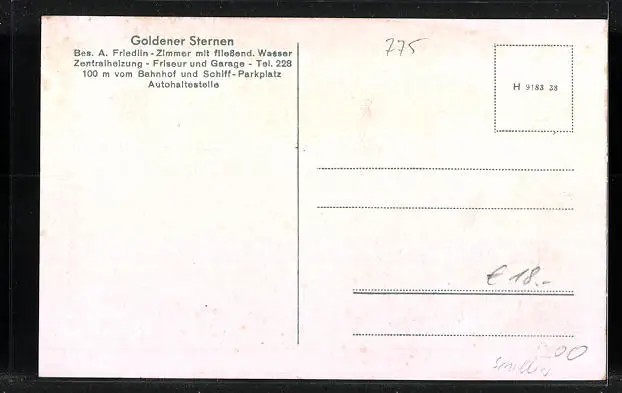 Goldener Sternen
Bes. A. Friedlin - Zimmer mit fließend. Wasser
Zentralheizung - Friseur und Garage - Tel. 228
100 m vom Bahnhof und Schiff-Parkplatz
Autohaltestelle
775
H 9183 38
€ 18.-